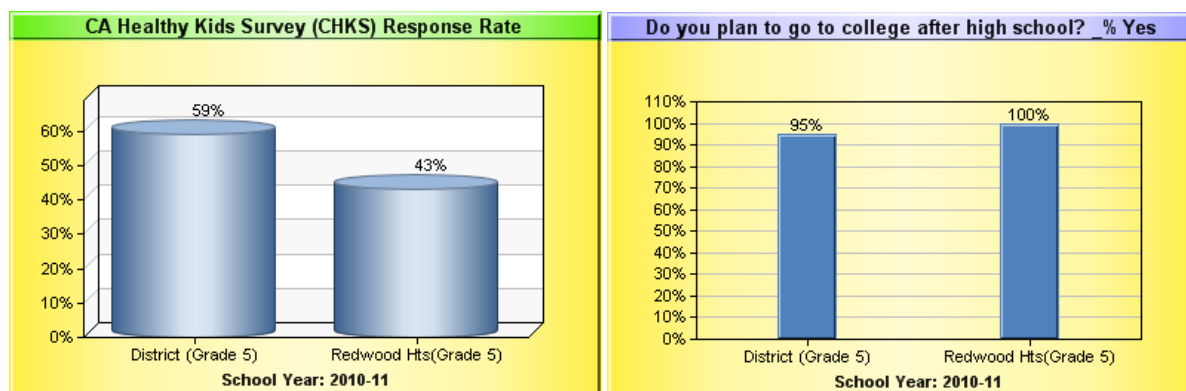 CA Healthy Kids Survey (CHKS) Response Rate
59%
43%
60%
50%
40%
30%
20%
10%
0%
District (Grade 5)
Redwood Hts(Grade 5)
School Year: 2010-11
Do you plan to go to college after high school? _% Yes
110%
100%
90%
80%
70%
60%
50%
40%
30%
20%
10%
0%
95%
100%
District (Grade 5)
Redwood Hts(Grade 5)
School Year: 2010-11